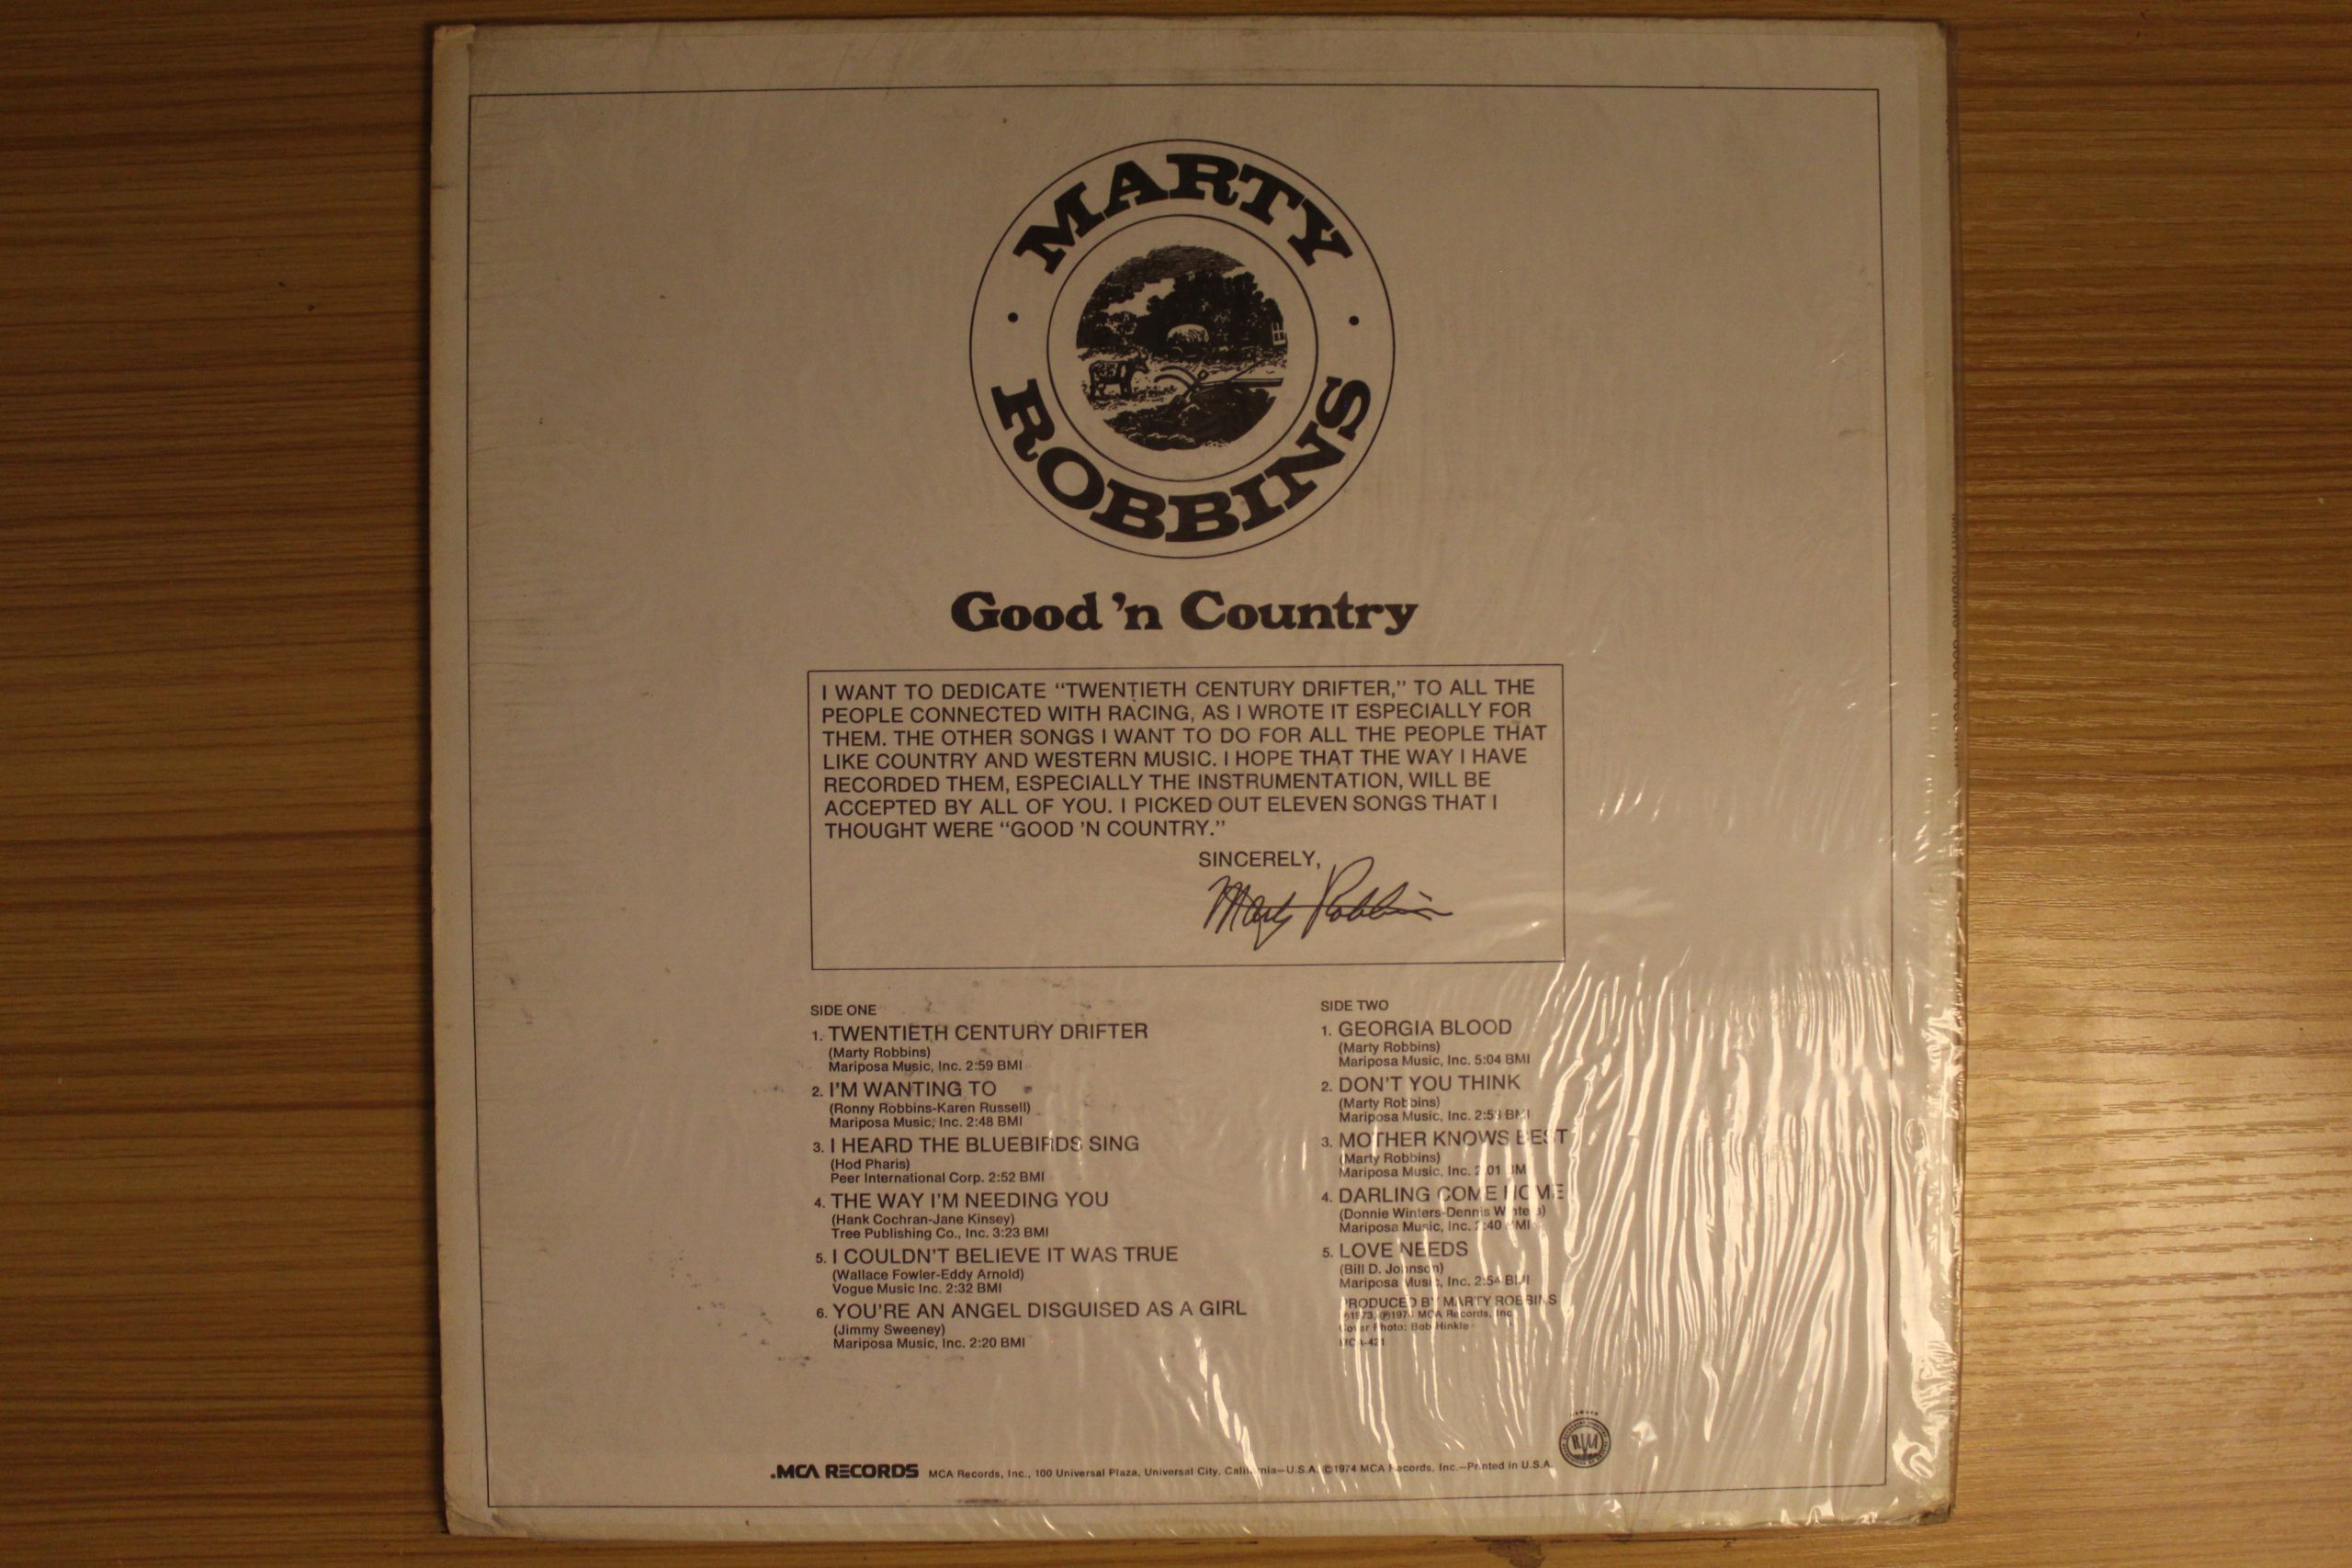 MARTY
ROBBINS
Good 'n Country
I WANT TO DEDICATE “TWENTIETH CENTURY DRIFTER,” TO ALL THE
PEOPLE CONNECTED WITH RACING, AS I WROTE IT ESPECIALLY FOR
THEM. THE OTHER SONGS I WANT TO DO FOR ALL THE PEOPLE THAT
LIKE COUNTRY AND WESTERN MUSIC. I HOPE THAT THE WAY I HAVE
RECORDED THEM, ESPECIALLY THE INSTRUMENTATION, WILL BE
ACCEPTED BY ALL OF YOU. I PICKED OUT ELEVEN SONGS THAT I
THOUGHT WERE “GOOD 'N COUNTRY.”
SINCERELY,
Marty Robbins
SIDE ONE
1. TWENTIETH CENTURY DRIFTER
(Marty Robbins)
Mariposa Music, Inc. 2:59 BMI
2. I'M WANTING TO
(Ronny Robbins-Karen Russell)
Mariposa Music, Inc. 2:48 BMI
3. I HEARD THE BLUEBIRDS SING
(Hod Pharis)
Peer International Corp. 2:52 BMI
4. THE WAY I'M NEEDING YOU
(Hank Cochran-Jane Kinsey)
Tree Publishing Co., Inc. 3:23 BMI
5. I COULDN'T BELIEVE IT WAS TRUE
(Wallace Fowler-Eddy Arnold)
Vogue Music Inc. 2:32 BMI
6. YOU'RE AN ANGEL DISGUISED AS A GIRL
(Jimmy Sweeney)
Mariposa Music, Inc. 2:20 BMI
SIDE TWO
1. GEORGIA BLOOD
(Marty Robbins)
Mariposa Music, Inc. 5:04 BMI
2. DON'T YOU THINK
(Marty Robbins)
Mariposa Music, Inc. BMI
3. MOTHER KNOWS BEST
(Marty Robbins)
Mariposa Music, Inc. 2:01 BMI
4. DARLING COME HOME
(Donnie Winters-Dennis Winters)
Mariposa Music, Inc. 2:40 BMI
5. LOVE NEEDS
(Bill D. Johnson)
Mariposa Music, Inc. 2:54 BMI
PRODUCED BY MARTY ROBBINS
MCA Records, Inc.
Cover Photo: Bob Hinkle
MCA-421
MCA RECORDS MCA Records, Inc., 100 Universal Plaza, Universal City, California—U.S.A. ©1974 MCA Records, Inc.—Printed in U.S.A.